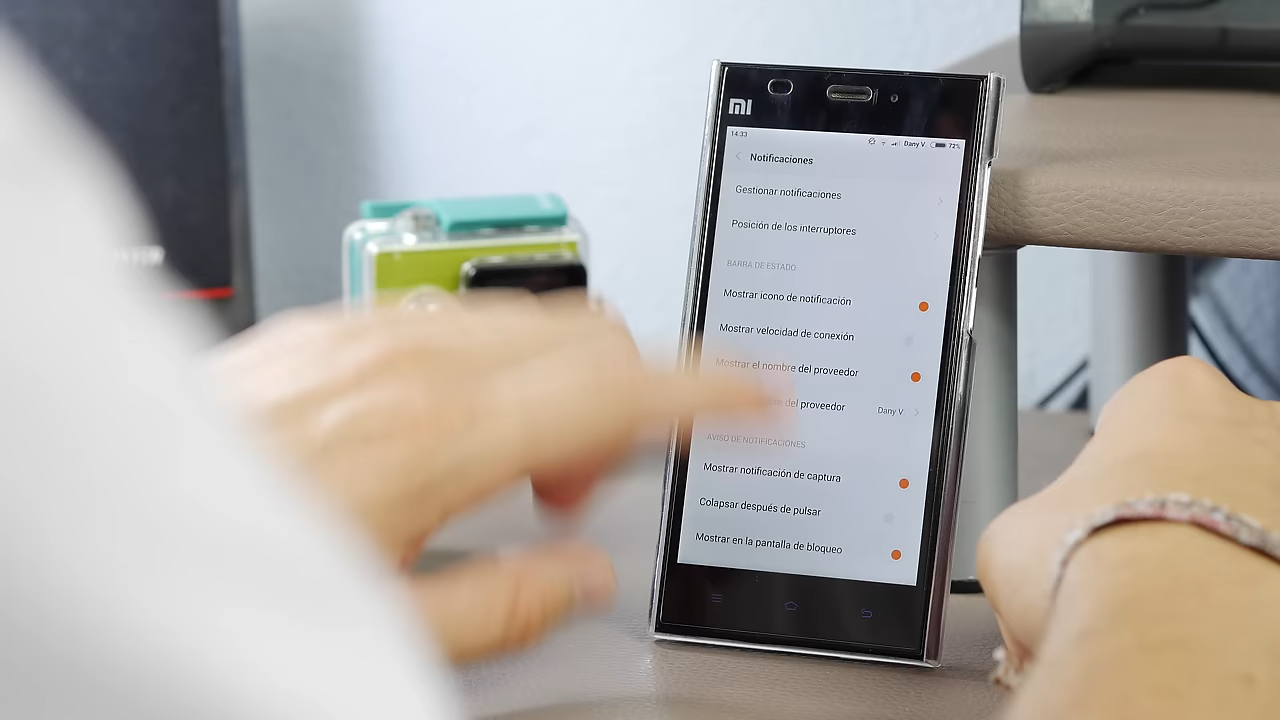 mi
14:33
Dany V. 72%
Notificaciones
Gestionar notificaciones
Posición de los interruptores
BARRA DE ESTADO
Mostrar icono de notificación
Mostrar velocidad de conexión
Mostrar el nombre del proveedor
del proveedor Dany V
AVISO DE NOTIFICACIONES
Mostrar notificación de captura
Colapsar después de pulsar
Mostrar en la pantalla de bloqueo